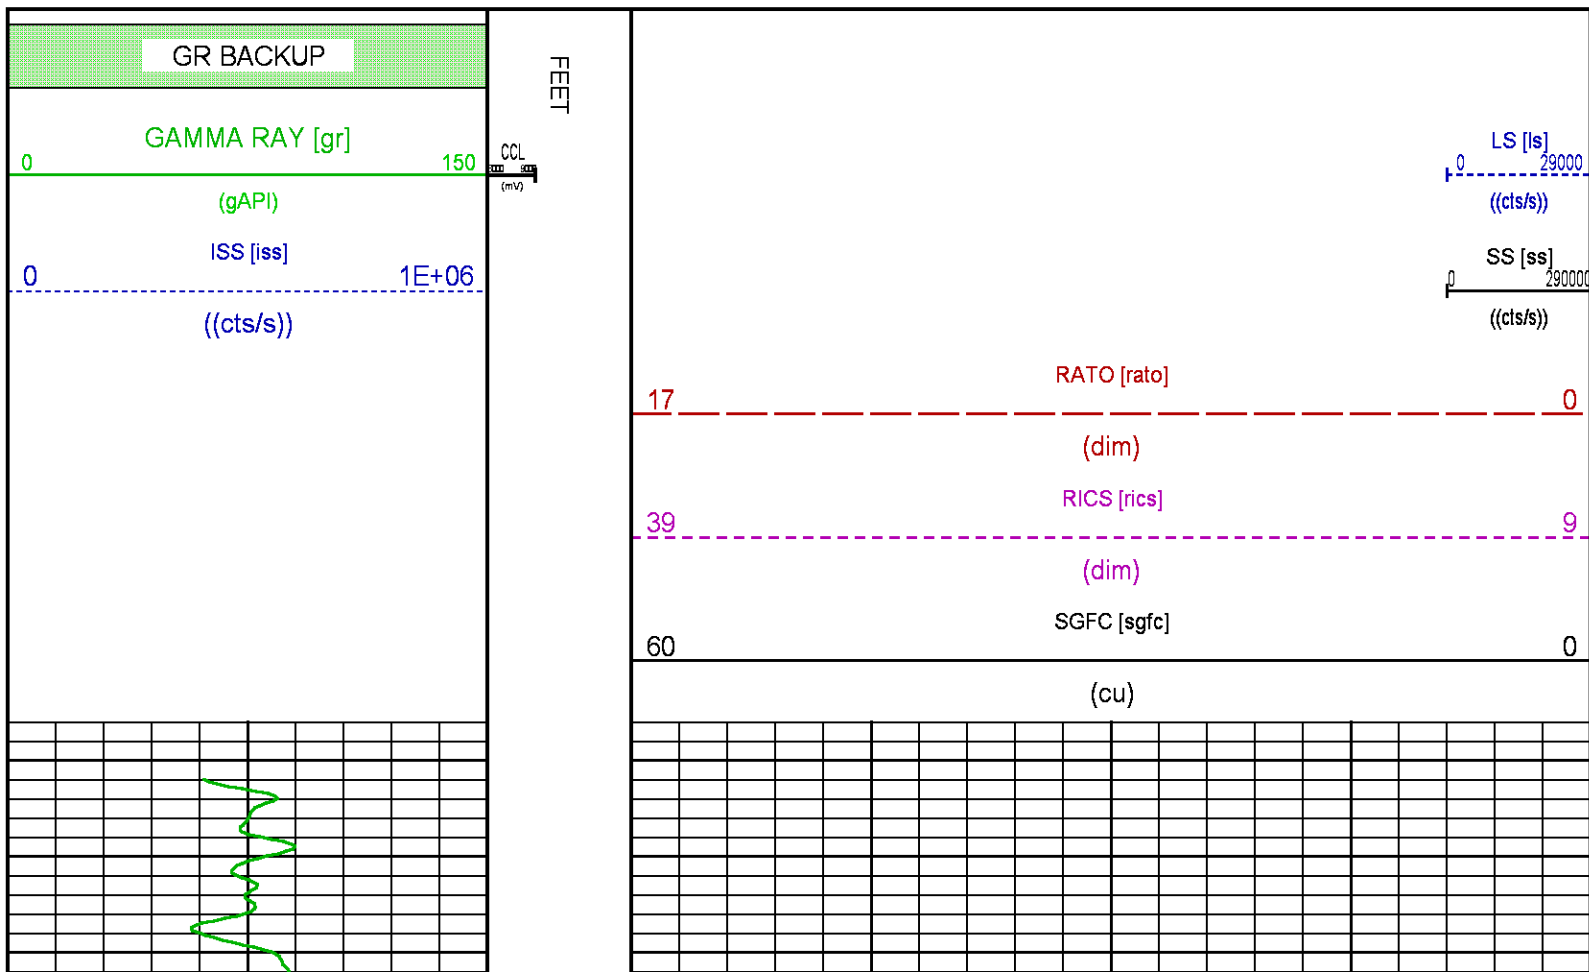 GR BACKUP
FEET
GAMMA RAY [gr]
0 150
(gAPI)
CCL
(mV)
ISS [iss]
0 1E+06
((cts/s))
LS [ls]
0 29000
((cts/s))
SS [ss]
0 290000
((cts/s))
RATO [rato]
17 0
(dim)
RICS [rics]
39 9
(dim)
SGFC [sgfc]
60 0
(cu)